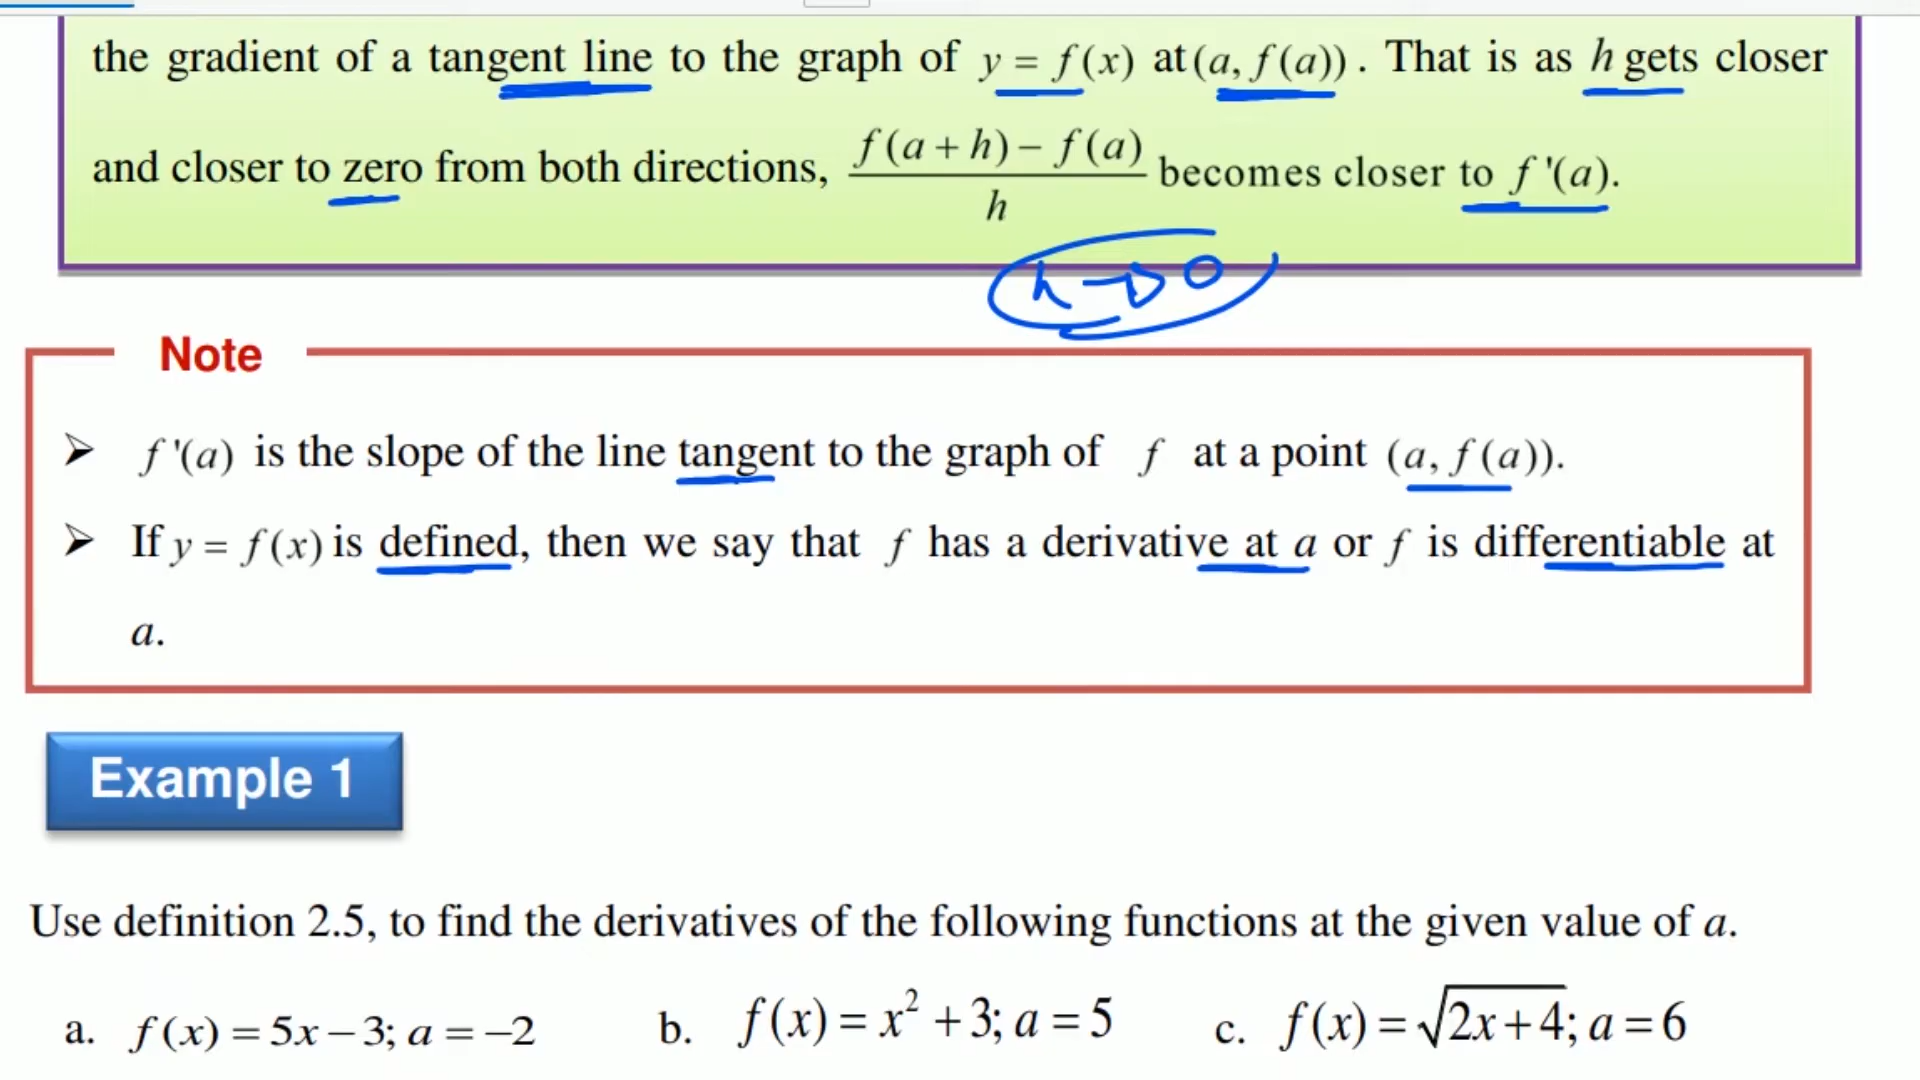 the gradient of a tangent line to the graph of y = f(x) at (a, f(a)). That is as h gets closer
and closer to zero from both directions, \frac{f(a+h)-f(a)}{h} becomes closer to f'(a).
h → 0
Note
➤ f'(a) is the slope of the line tangent to the graph of f at a point (a, f(a)).
➤ If y = f(x) is defined, then we say that f has a derivative at a or f is differentiable at
a.
Example 1
Use definition 2.5, to find the derivatives of the following functions at the given value of a.
a. f(x) = 5x − 3; a = −2 b. f(x) = x² + 3; a = 5 c. f(x) = √(2x+4); a = 6